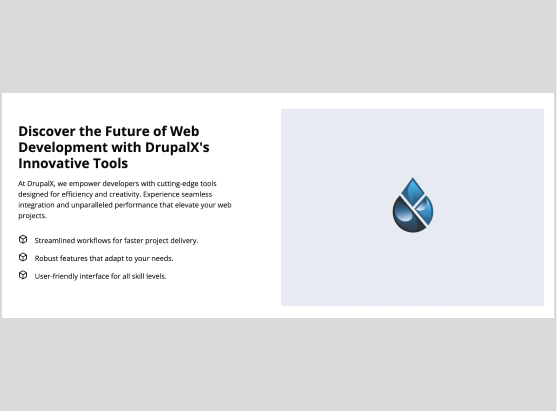 Discover the Future of Web
Development with DrupalX's
Innovative Tools
At DrupalX, we empower developers with cutting-edge tools
designed for efficiency and creativity. Experience seamless
integration and unparalleled performance that elevate your web
projects.
Streamlined workflows for faster project delivery.
Robust features that adapt to your needs.
User-friendly interface for all skill levels.